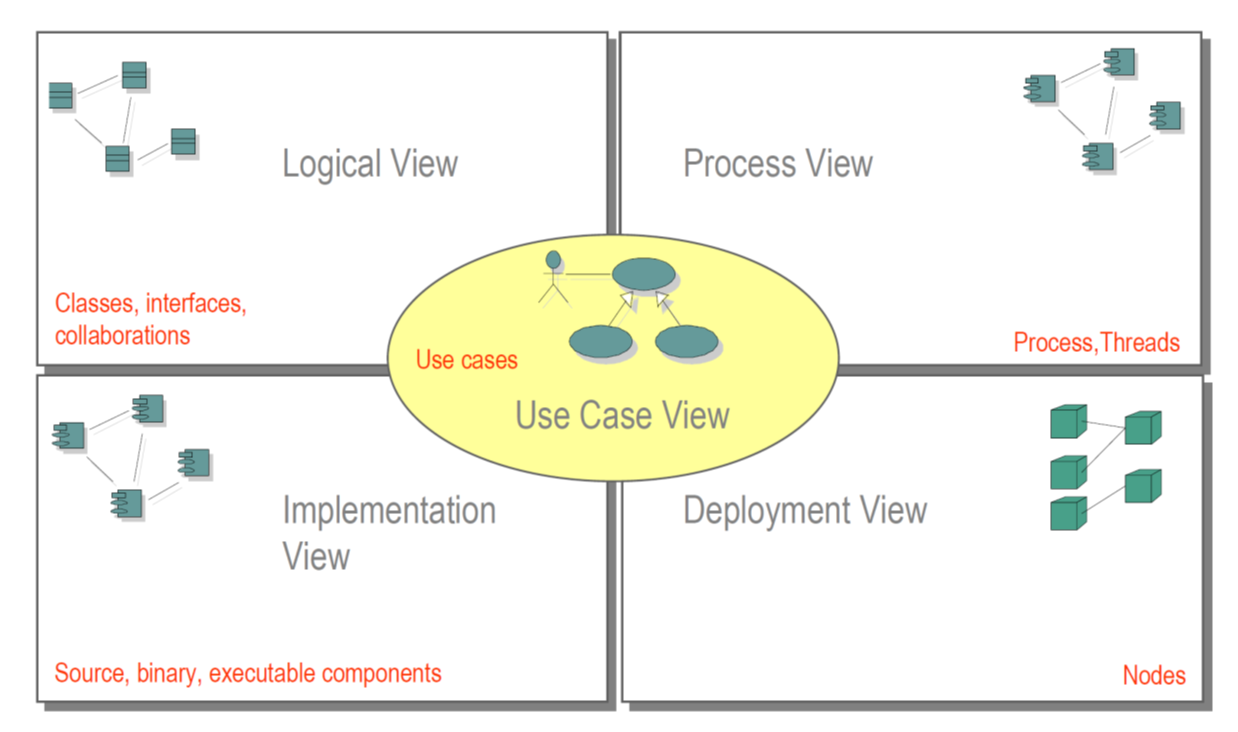 Logical View
Classes, interfaces,
collaborations
Process View
Process,Threads
Use cases
Use Case View
Implementation
View
Source, binary, executable components
Deployment View
Nodes